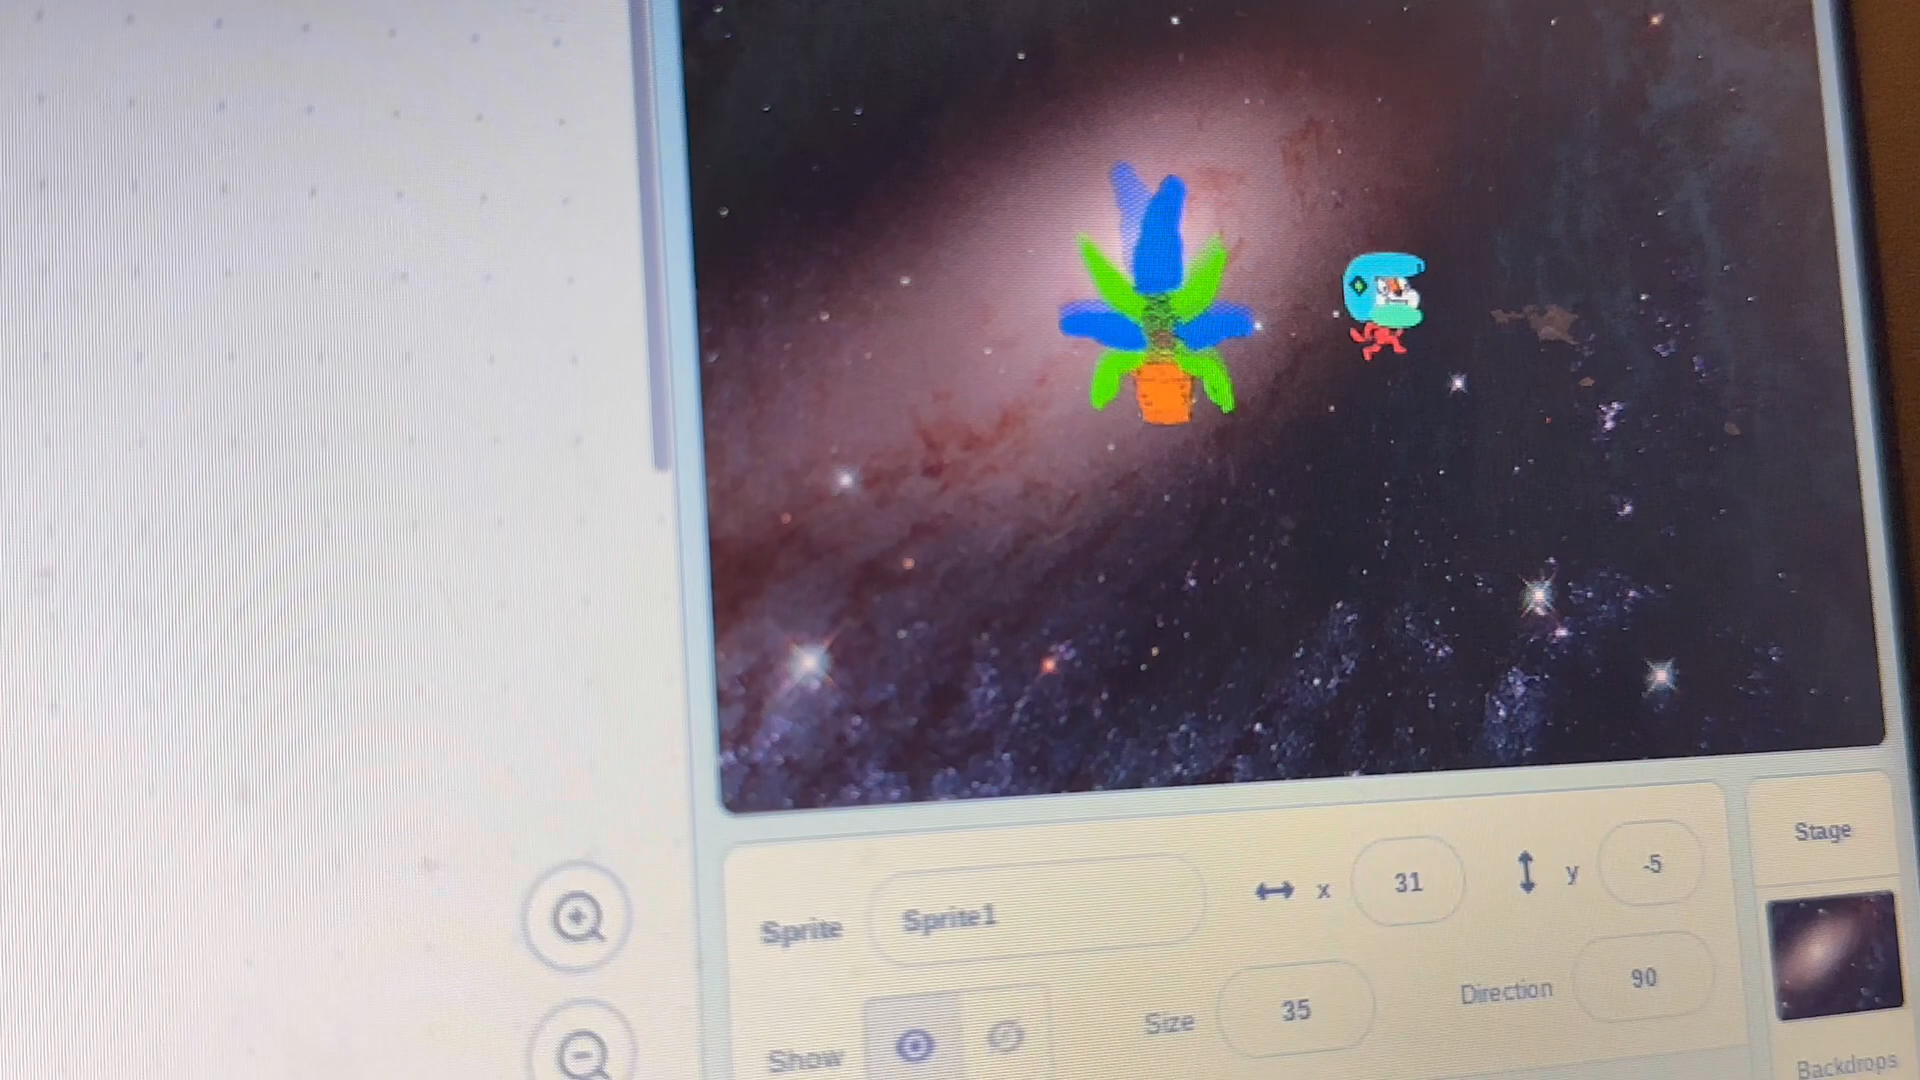 Sprite Sprite1 x 31 y -5
Show Size 35 Direction 90
Stage
Backdrops